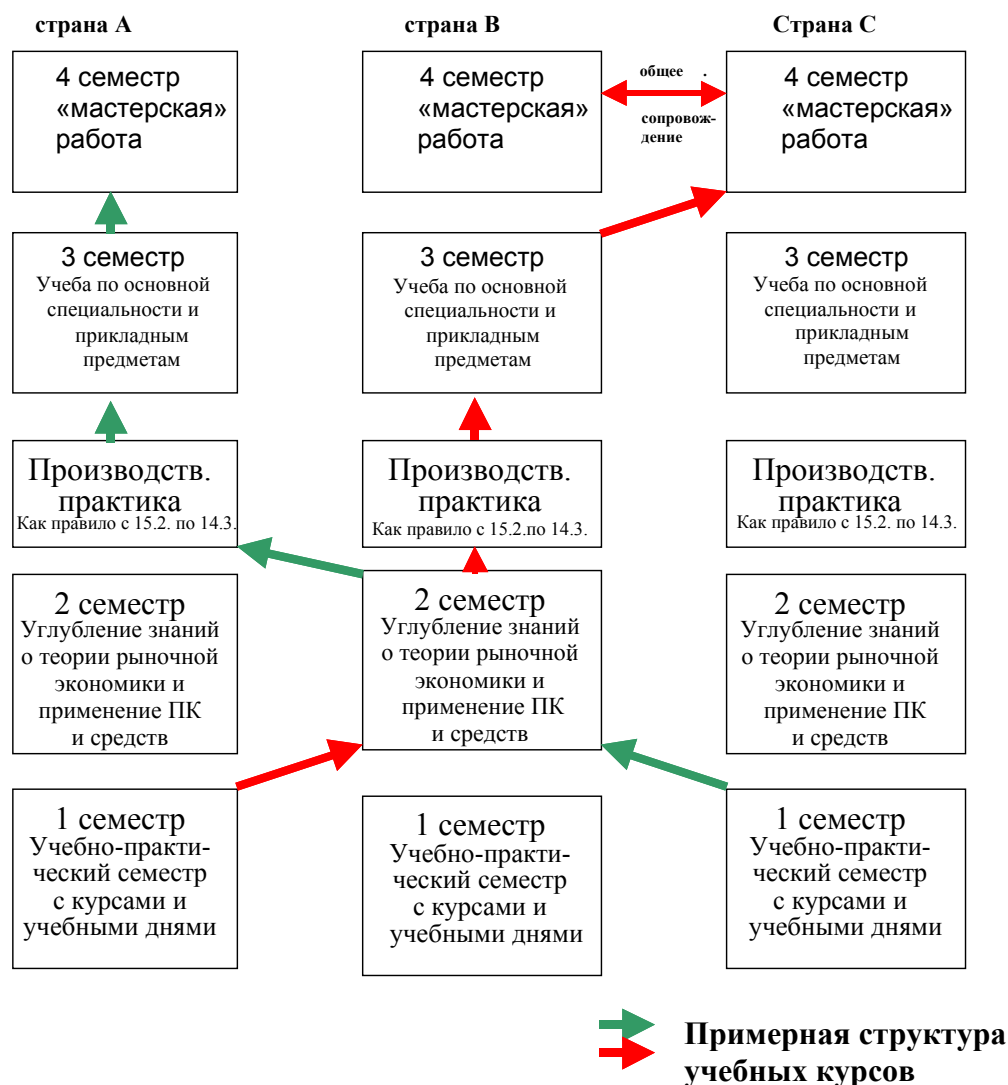 страна A
страна B
Страна C
4 семестр
«мастерская»
работа
4 семестр
«мастерская»
работа
общее .
сопровож-
дение
4 семестр
«мастерская»
работа
3 семестр
Учеба по основной
специальности и
прикладным
предметам
3 семестр
Учеба по основной
специальности и
прикладным
предметам
3 семестр
Учеба по основной
специальности и
прикладным
предметам
Производств.
практика
Как правило с 15.2. по 14.3.
Производств.
практика
Как правило с 15.2.по 14.3.
Производств.
практика
Как правило с 15.2. по 14.3.
2 семестр
Углубление знаний
о теории рыночной
экономики и
применение ПК
и средств
2 семестр
Углубление знаний
о теории рыночной
экономики и
применение ПК
и средств
2 семестр
Углубление знаний
о теории рыночной
экономики и
применение ПК
и средств
1 семестр
Учебно-практи-
ческий семестр
с курсами и
учебными днями
1 семестр
Учебно-практи-
ческий семестр
с курсами и
учебными днями
1 семестр
Учебно-практи-
ческий семестр
с курсами и
учебными днями
Примерная структура
учебных курсов